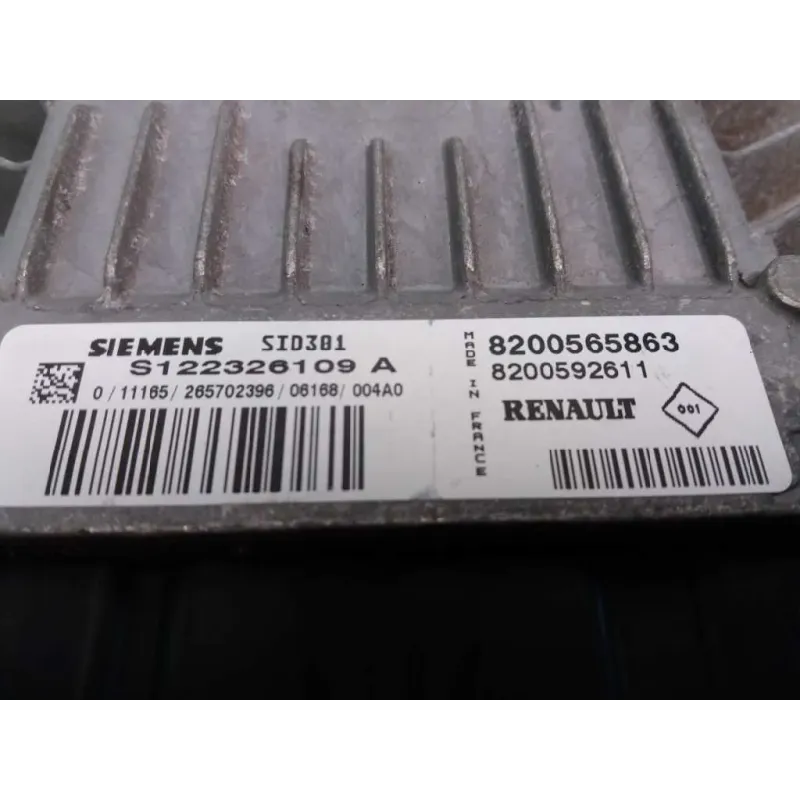 SIEMENS SID301
S122326109 A
0/11165/265702396/06168/004A0
MADE IN FRANCE
8200565863
8200592611
RENAULT 001